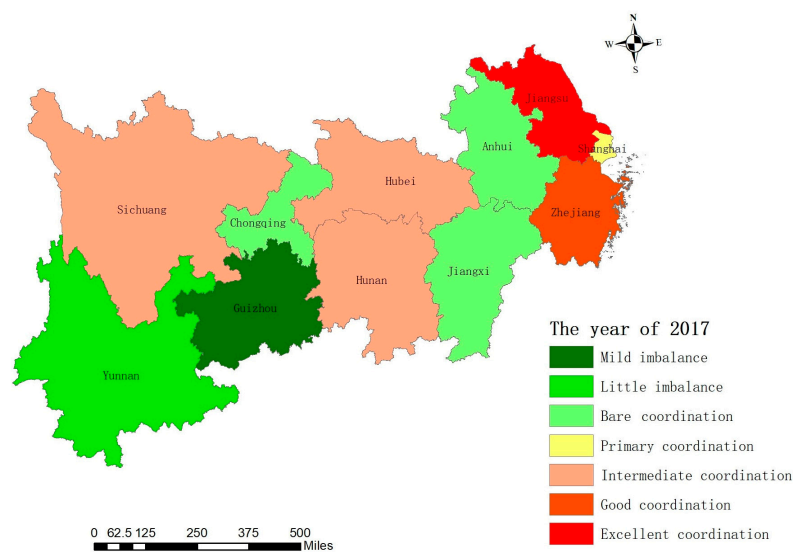 N
W E
S
Jiangsu
Shanghai
Anhui
Hubei
Sichuang
Chongqing
Zhejiang
Jiangxi
Hunan
Guizhou
Yunnan
The year of 2017
Mild imbalance
Little imbalance
Bare coordination
Primary coordination
Intermediate coordination
Good coordination
Excellent coordination
0 62.5 125 250 375 500
Miles